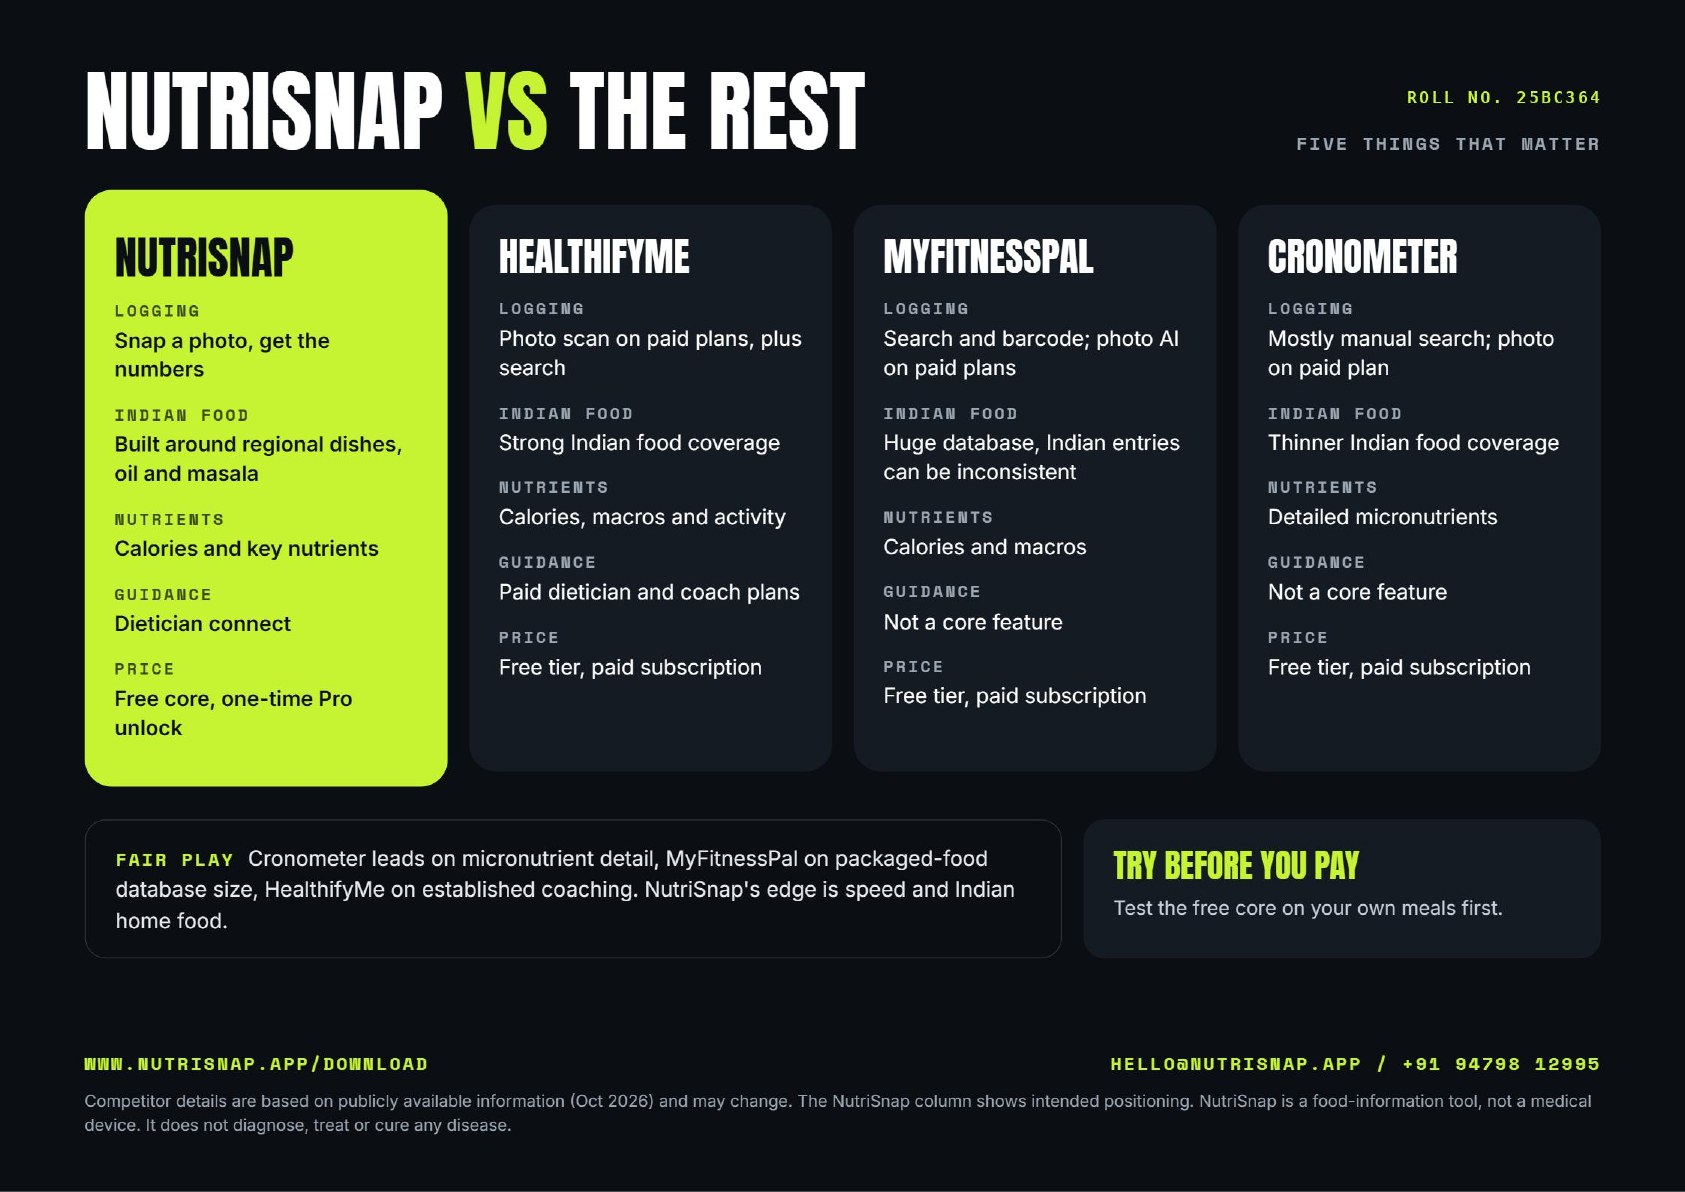 NUTRISNAP VS THE REST
ROLL NO. 25BC364
FIVE THINGS THAT MATTER
NUTRISNAP
LOGGING
Snap a photo, get the
numbers
INDIAN FOOD
Built around regional dishes,
oil and masala
NUTRIENTS
Calories and key nutrients
GUIDANCE
Dietician connect
PRICE
Free core, one-time Pro
unlock
HEALTHIFYME
LOGGING
Photo scan on paid plans, plus
search
INDIAN FOOD
Strong Indian food coverage
NUTRIENTS
Calories, macros and activity
GUIDANCE
Paid dietician and coach plans
PRICE
Free tier, paid subscription
MYFITNESSPAL
LOGGING
Search and barcode; photo AI
on paid plans
INDIAN FOOD
Huge database, Indian entries
can be inconsistent
NUTRIENTS
Calories and macros
GUIDANCE
Not a core feature
PRICE
Free tier, paid subscription
CRONOMETER
LOGGING
Mostly manual search; photo
on paid plan
INDIAN FOOD
Thinner Indian food coverage
NUTRIENTS
Detailed micronutrients
GUIDANCE
Not a core feature
PRICE
Free tier, paid subscription
FAIR PLAY Cronometer leads on micronutrient detail, MyFitnessPal on packaged-food
database size, HealthifyMe on established coaching. NutriSnap's edge is speed and Indian
home food.
TRY BEFORE YOU PAY
Test the free core on your own meals first.
WWW.NUTRISNAP.APP/DOWNLOAD
HELLO@NUTRISNAP.APP / +91 94798 12995
Competitor details are based on publicly available information (Oct 2026) and may change. The NutriSnap column shows intended positioning. NutriSnap is a food-information tool, not a medical
device. It does not diagnose, treat or cure any disease.